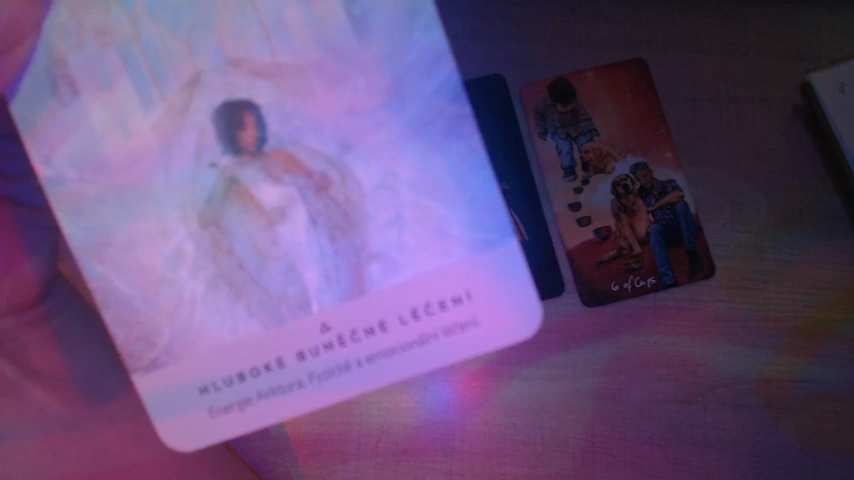 HLUBOKÉ BUNĚČNÉ LÉČENÍ
Energie Arktura. Fyzické a emocionální léčení.
6 of Cups